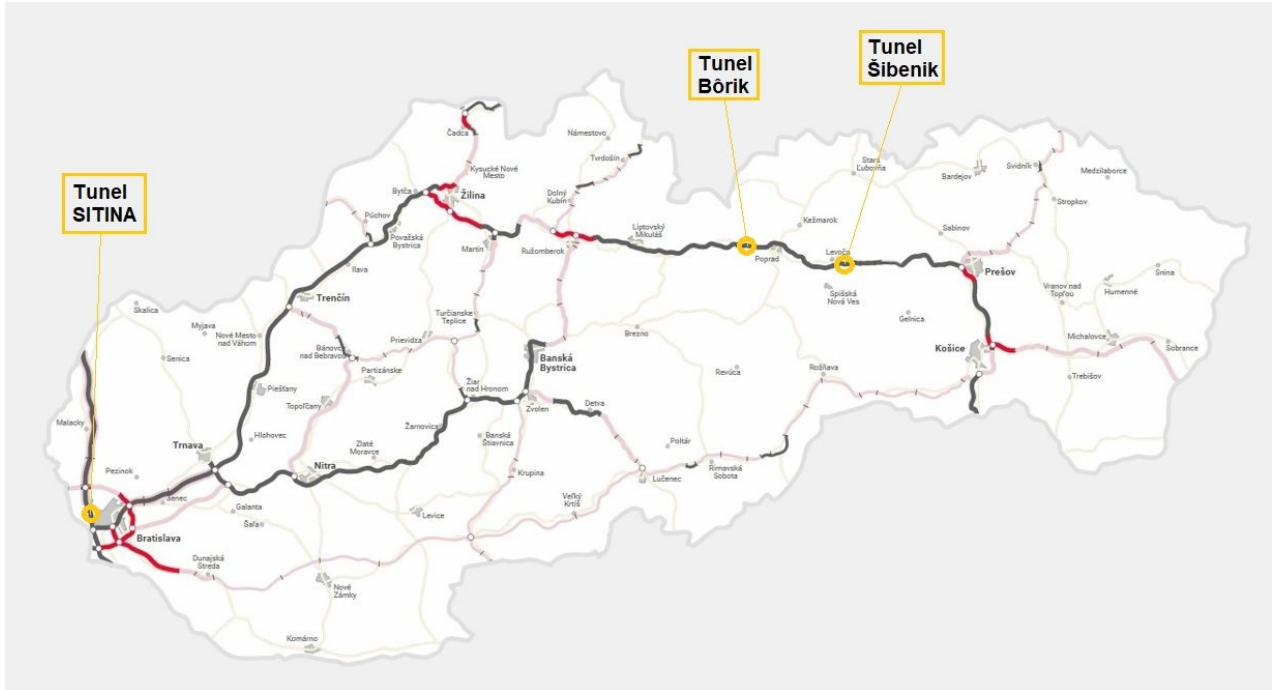 Tunel
Bôrik
Tunel
Šibenik
Tunel
SITINA
Čadca
Námestovo
Tvrdošín
Kysucké Nové
Mesto
Bytča
Žilina
Dolný
Kubín
Stará
Ľubovňa
Bardejov
Svidník
Medzilaborce
Stropkov
Púchov
Považská
Bystrica
Martin
Ružomberok
Liptovský
Mikuláš
Kežmarok
Poprad
Levoča
Sabinov
Prešov
Spišská
Nová Ves
Snina
Humenné
Vranov nad
Topľou
Ilava
Trenčín
Turčianske
Teplice
Gelnica
Michalovce
Sobrance
Skalica
Myjava
Nové Mesto
nad Váhom
Bánovce
nad Bebravou
Prievidza
Brezno
Košice
Trebišov
Senica
Partizánske
Banská
Bystrica
Revúca
Rožňava
Piešťany
Topoľčany
Žiar
nad Hronom
Zvolen
Detva
Malacky
Hlohovec
Žarnovica
Banská
Štiavnica
Poltár
Rimavská
Sobota
Trnava
Zlaté
Moravce
Nitra
Krupina
Lučenec
Pezinok
Senec
Galanta
Šaľa
Levice
Veľký
Krtíš
Bratislava
Dunajská
Streda
Nové
Zámky
Komárno